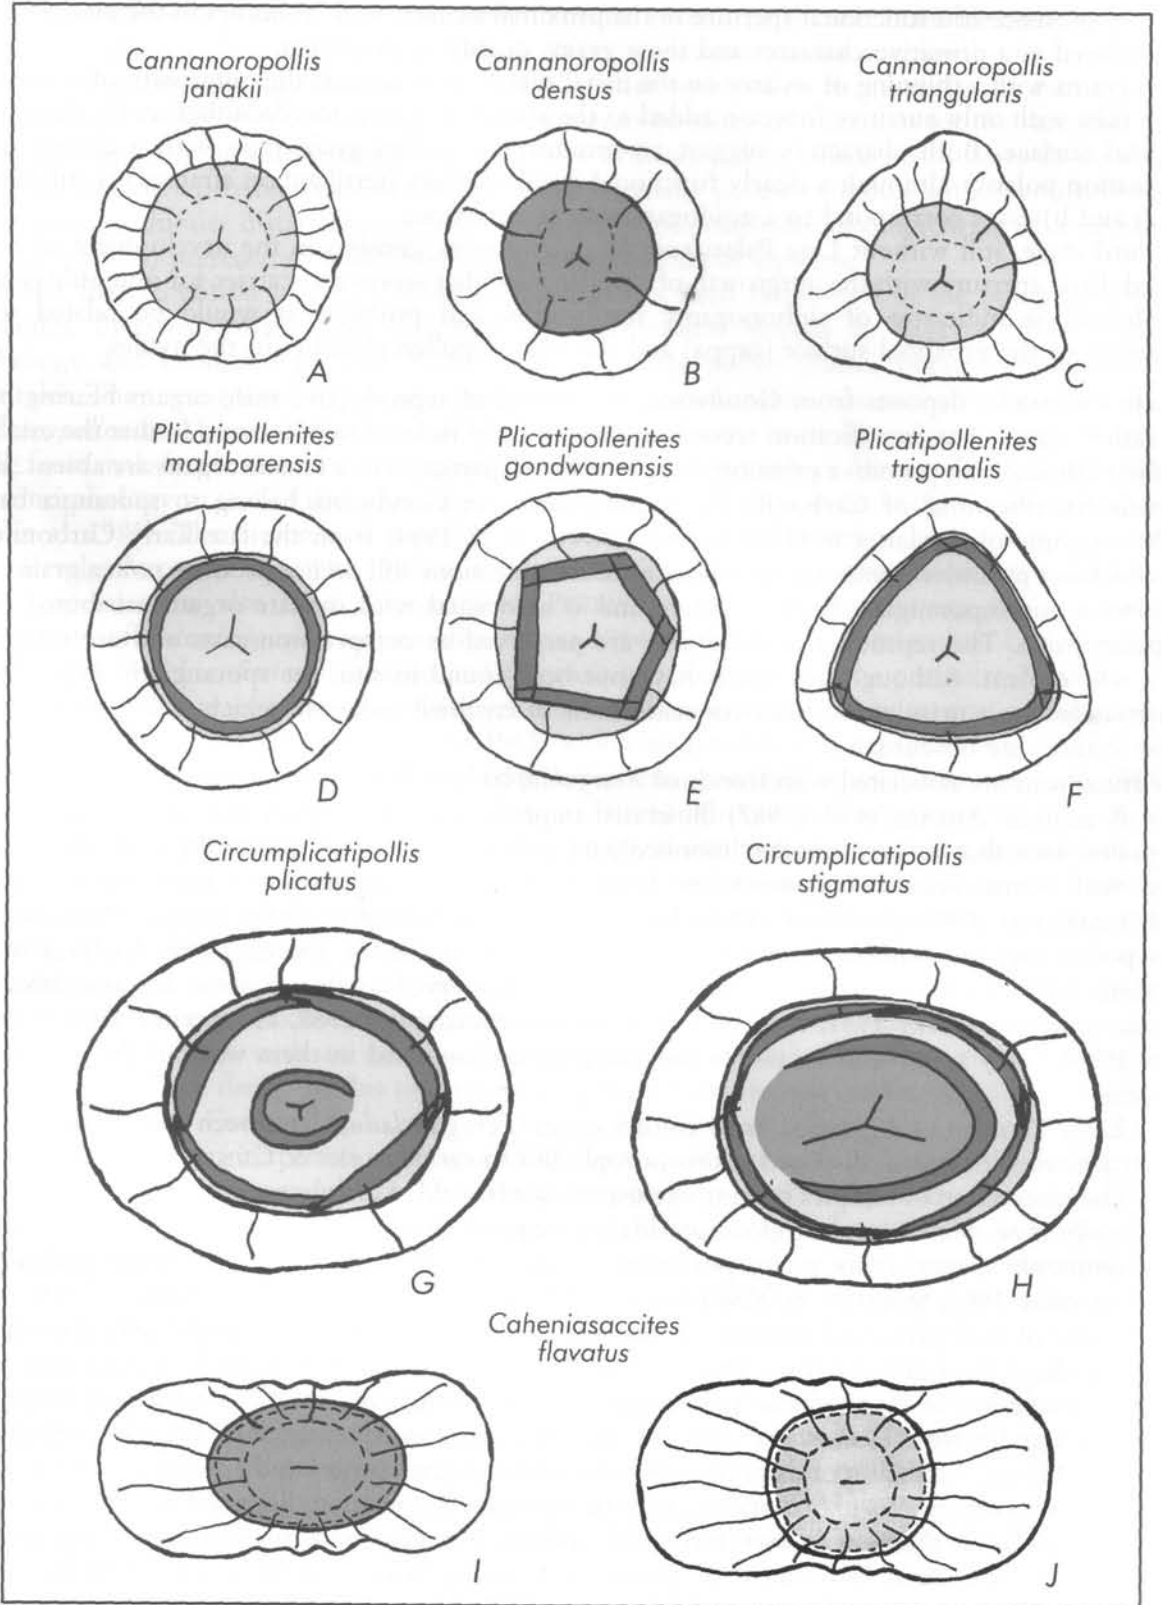 Cannanoropollis
janakii
Cannanoropollis
densus
Cannanoropollis
triangularis
A
B
C
Plicatipollenites
malabarensis
Plicatipollenites
gondwanensis
Plicatipollenites
trigonalis
D
E
F
Circumplicatipollis
plicatus
Circumplicatipollis
stigmatus
G
H
Caheniasaccites
flavatus
I
J